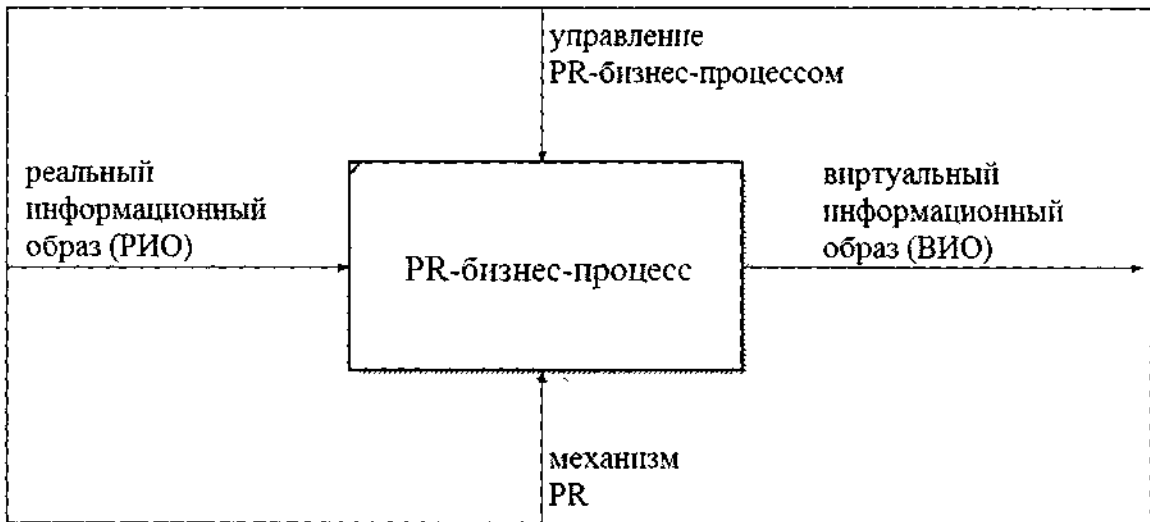 управление
PR-бизнес-процессом
реальный
информационный
образ (РИО)
виртуальный
информационный
образ (ВИО)
PR-бизнес-процесс
механизм
PR